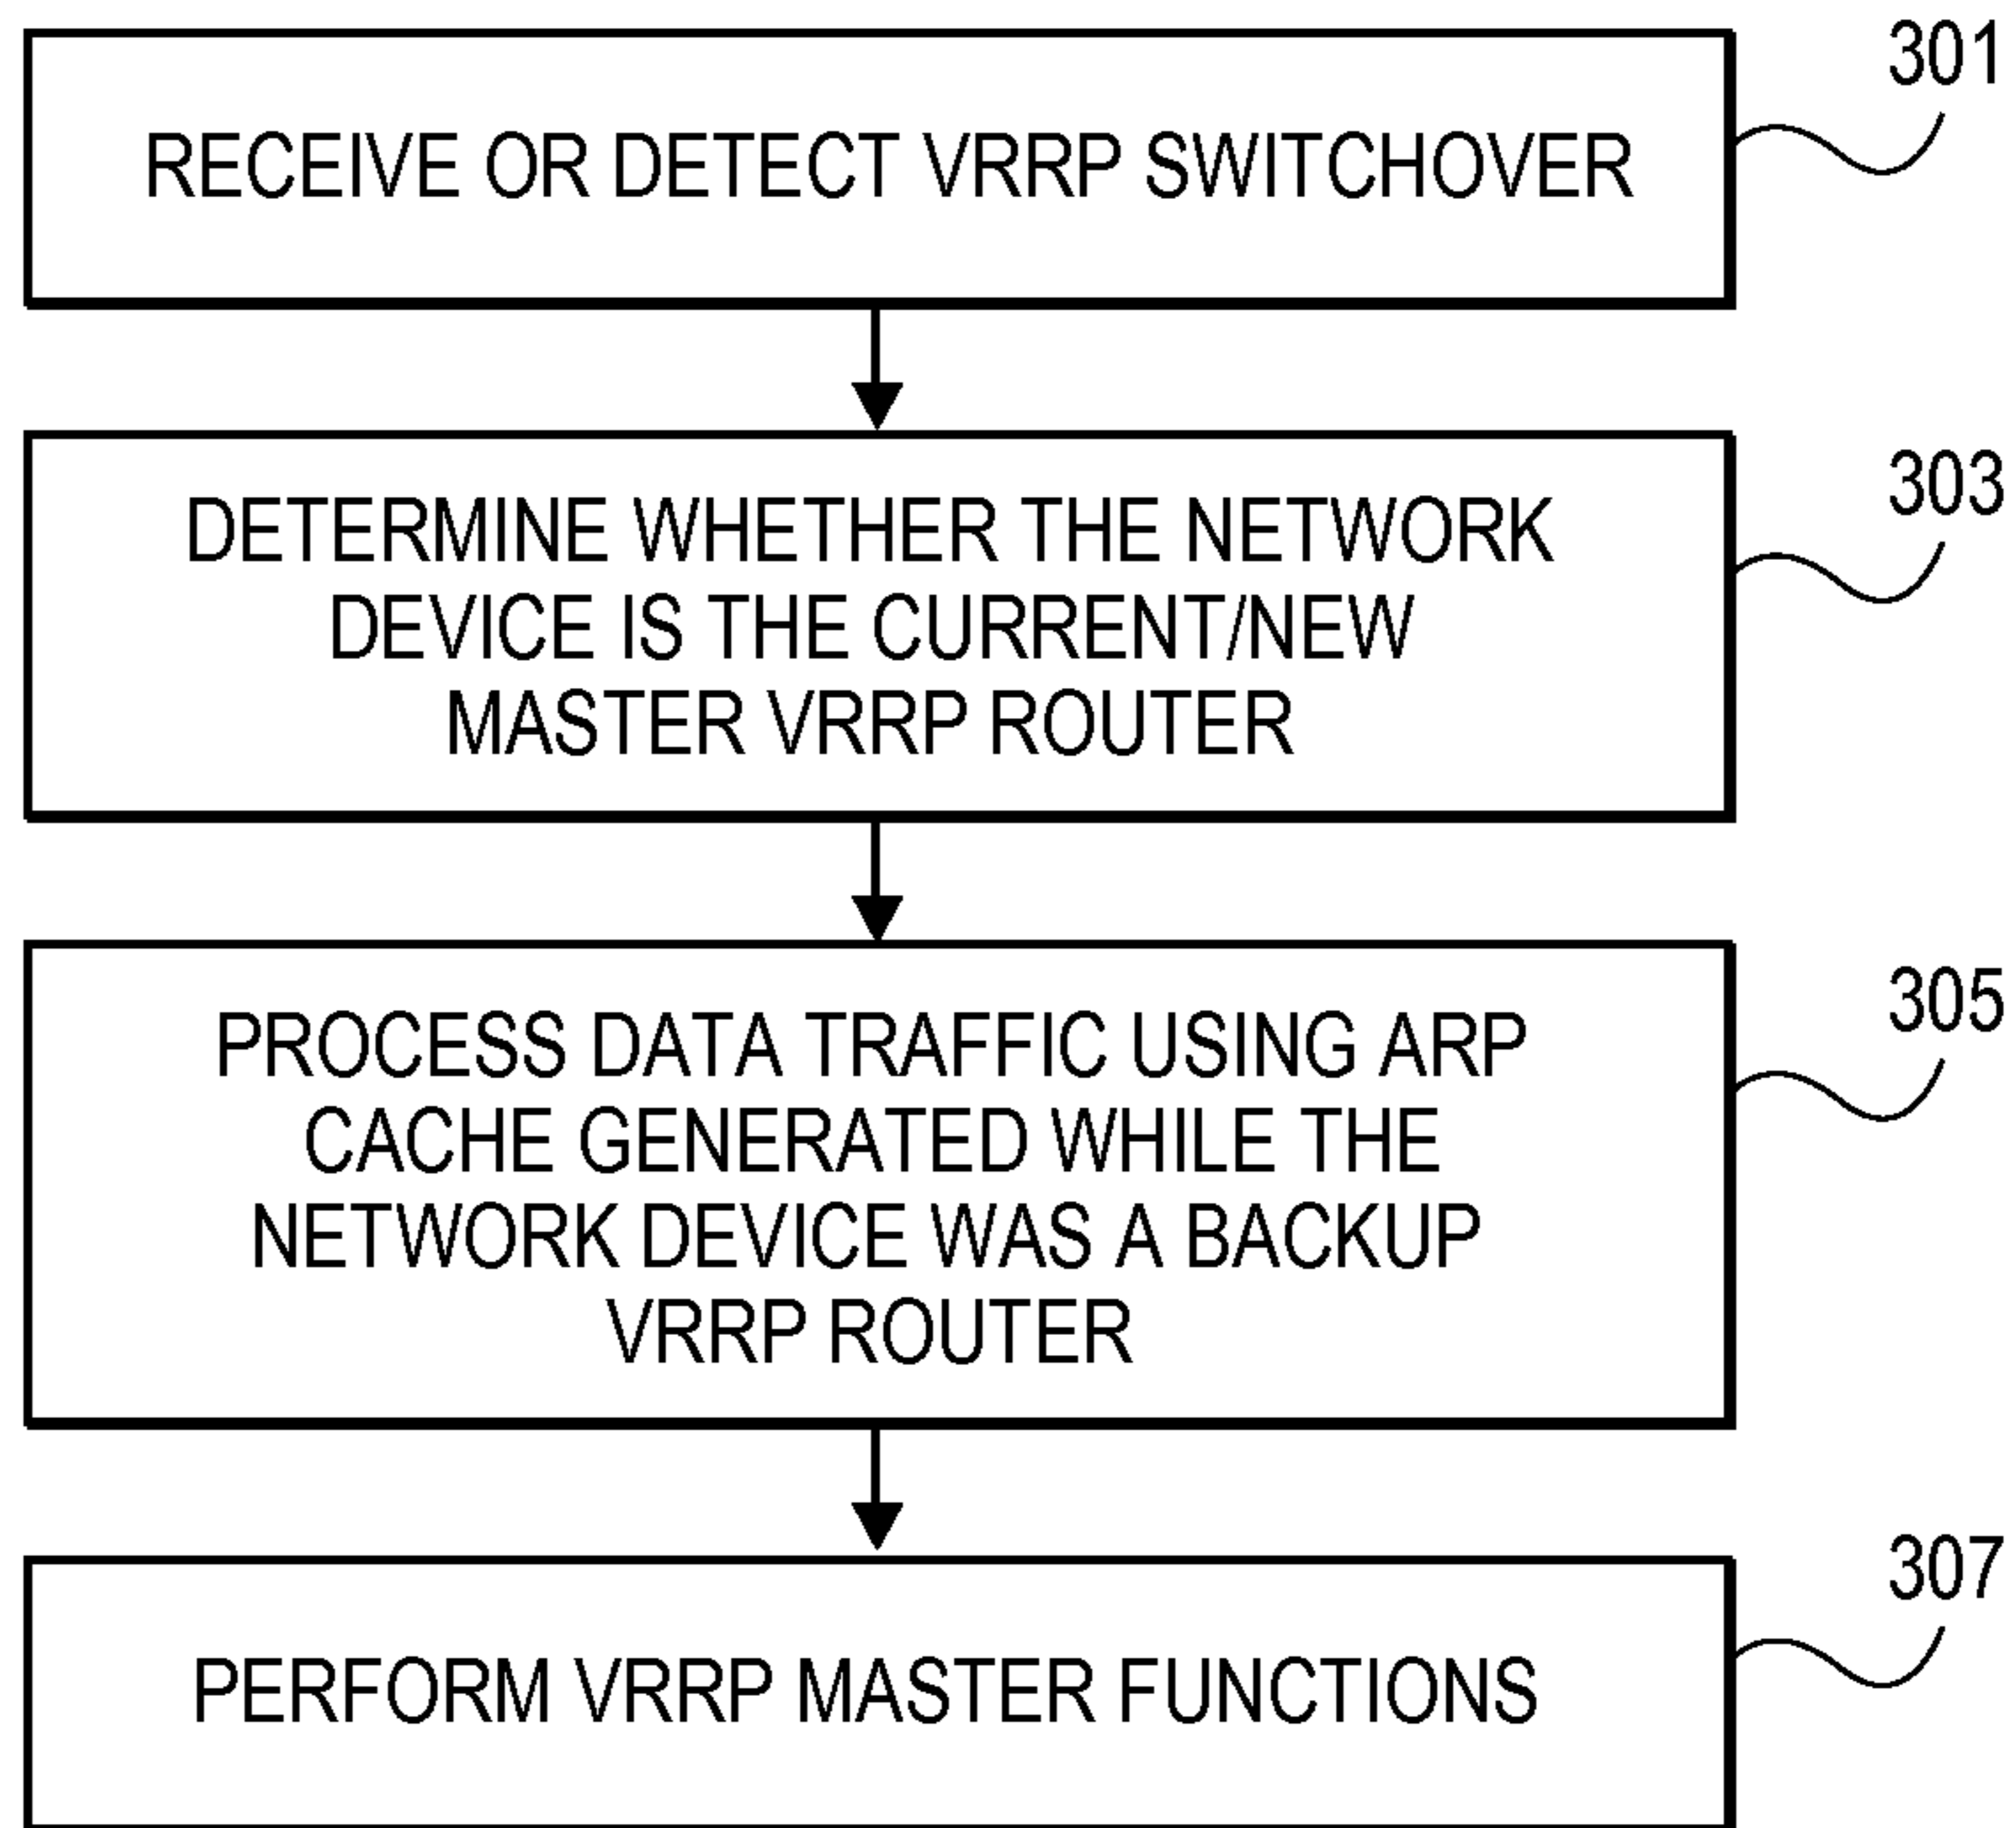 301
RECEIVE OR DETECT VRRP SWITCHOVER
303
DETERMINE WHETHER THE NETWORK
DEVICE IS THE CURRENT/NEW
MASTER VRRP ROUTER
305
PROCESS DATA TRAFFIC USING ARP
CACHE GENERATED WHILE THE
NETWORK DEVICE WAS A BACKUP
VRRP ROUTER
307
PERFORM VRRP MASTER FUNCTIONS